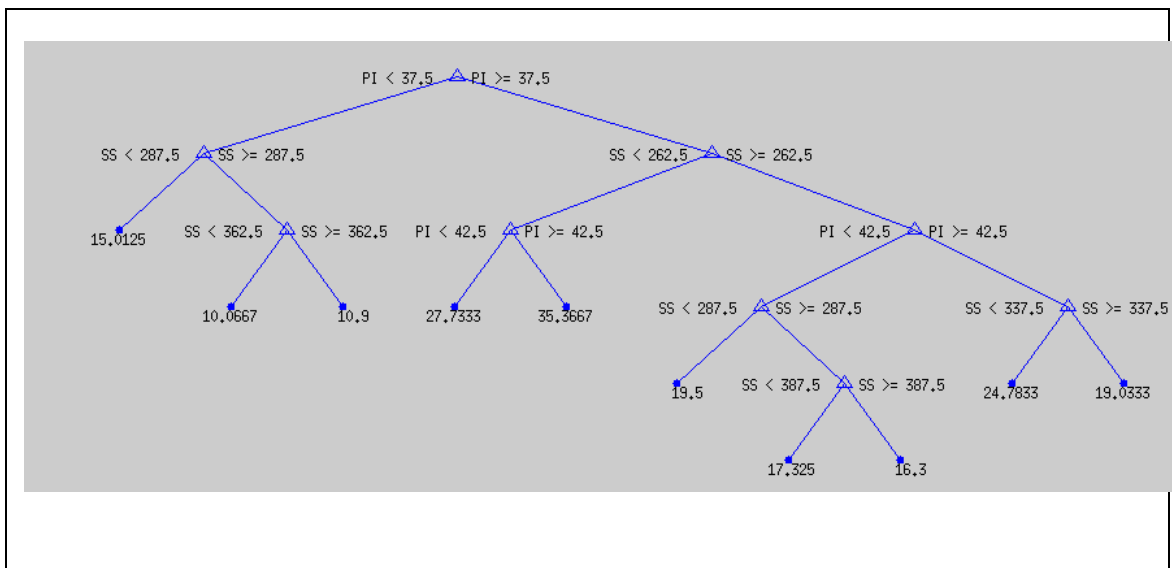 PI < 37.5 PI >= 37.5
SS < 287.5 SS >= 287.5 SS < 262.5 SS >= 262.5
15.0125 SS < 362.5 SS >= 362.5 PI < 42.5 PI >= 42.5 PI < 42.5 PI >= 42.5
10.0667 10.9 27.7333 35.3667 SS < 287.5 SS >= 287.5 SS < 337.5 SS >= 337.5
19.5 SS < 387.5 SS >= 387.5 24.7833 19.0333
17.325 16.3